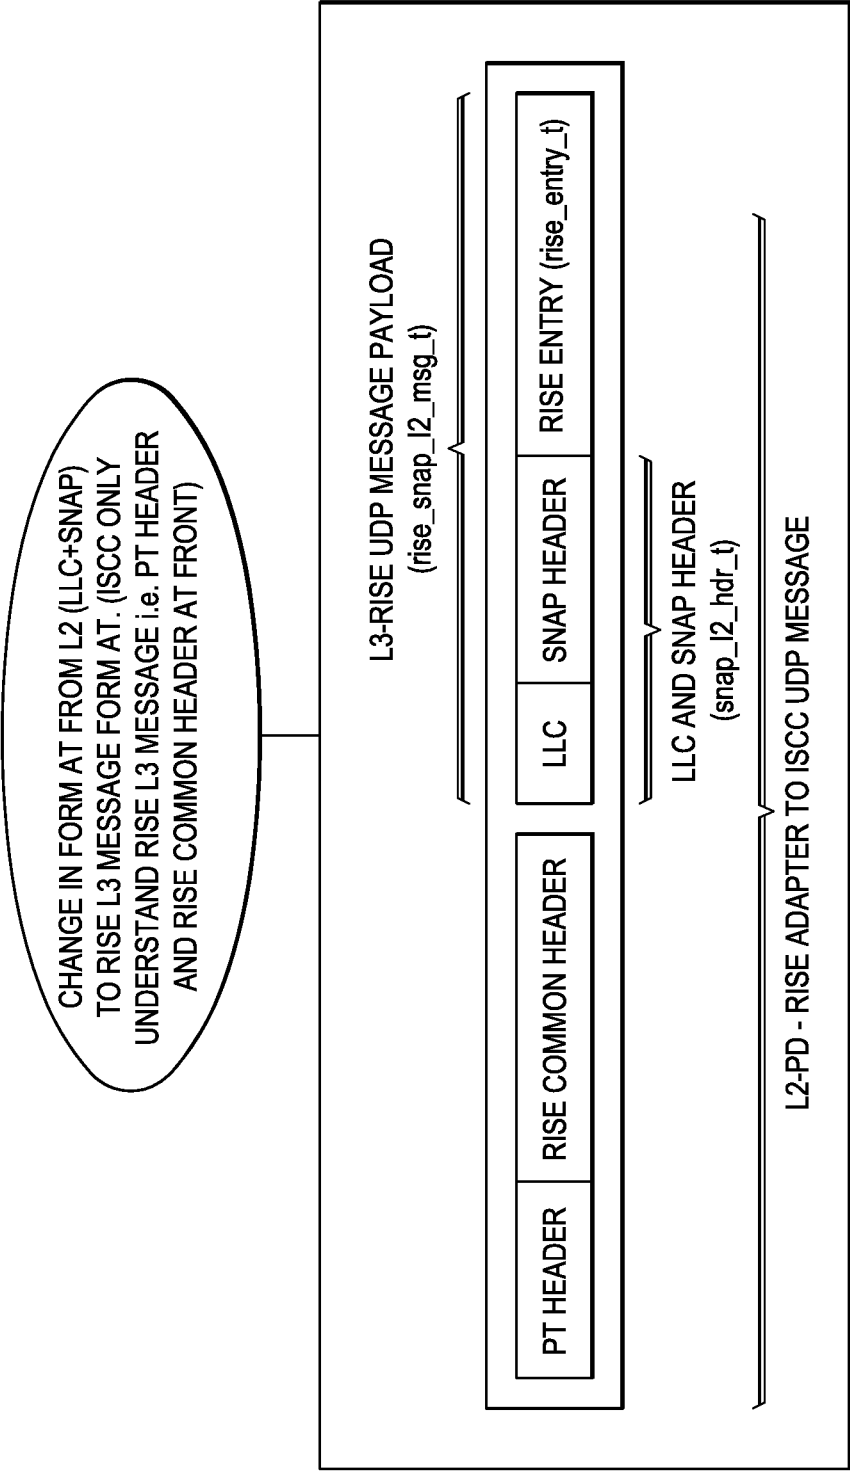 CHANGE IN FORM AT FROM L2 (LLC+SNAP)
TO RISE L3 MESSAGE FORM AT. (ISCC ONLY
UNDERSTAND RISE L3 MESSAGE i.e. PT HEADER
AND RISE COMMON HEADER AT FRONT)
L3-RISE UDP MESSAGE PAYLOAD
(rise_snap_l2_msg_t)
PT HEADER
RISE COMMON HEADER
LLC
SNAP HEADER
RISE ENTRY (rise_entry_t)
LLC AND SNAP HEADER
(snap_l2_hdr_t)
L2-PD - RISE ADAPTER TO ISCC UDP MESSAGE